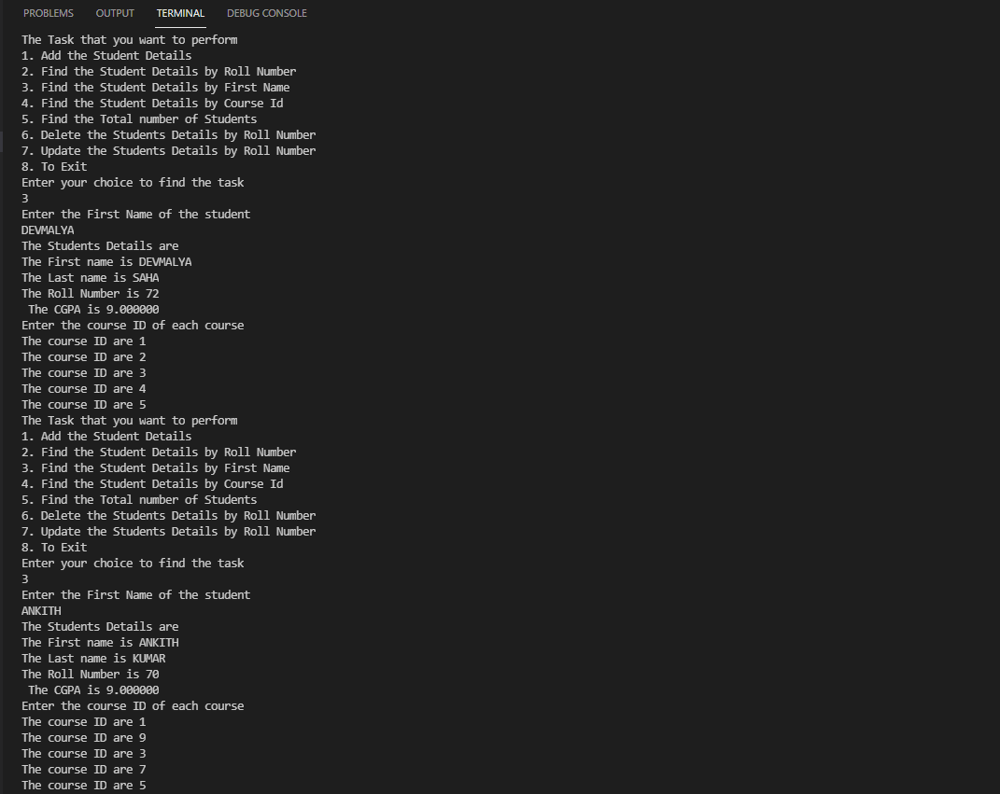 PROBLEMS OUTPUT TERMINAL DEBUG CONSOLE
The Task that you want to perform
1. Add the Student Details
2. Find the Student Details by Roll Number
3. Find the Student Details by First Name
4. Find the Student Details by Course Id
5. Find the Total number of Students
6. Delete the Students Details by Roll Number
7. Update the Students Details by Roll Number
8. To Exit
Enter your choice to find the task
3
Enter the First Name of the student
DEVMALYA
The Students Details are
The First name is DEVMALYA
The Last name is SAHA
The Roll Number is 72
 The CGPA is 9.000000
Enter the course ID of each course
The course ID are 1
The course ID are 2
The course ID are 3
The course ID are 4
The course ID are 5
The Task that you want to perform
1. Add the Student Details
2. Find the Student Details by Roll Number
3. Find the Student Details by First Name
4. Find the Student Details by Course Id
5. Find the Total number of Students
6. Delete the Students Details by Roll Number
7. Update the Students Details by Roll Number
8. To Exit
Enter your choice to find the task
3
Enter the First Name of the student
ANKITH
The Students Details are
The First name is ANKITH
The Last name is KUMAR
The Roll Number is 70
 The CGPA is 9.000000
Enter the course ID of each course
The course ID are 1
The course ID are 9
The course ID are 3
The course ID are 7
The course ID are 5